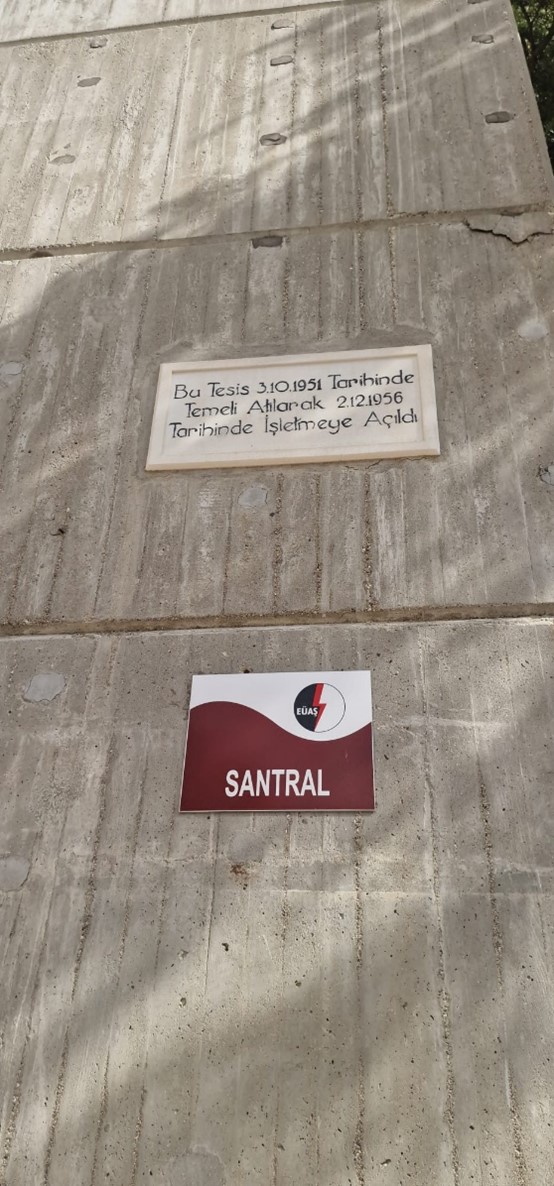 Bu Tesis 3.10.1951 Tarihinde
Temeli Atılarak 2.12.1956
Tarihinde İşletmeye Açıldı
EÜAŞ
SANTRAL